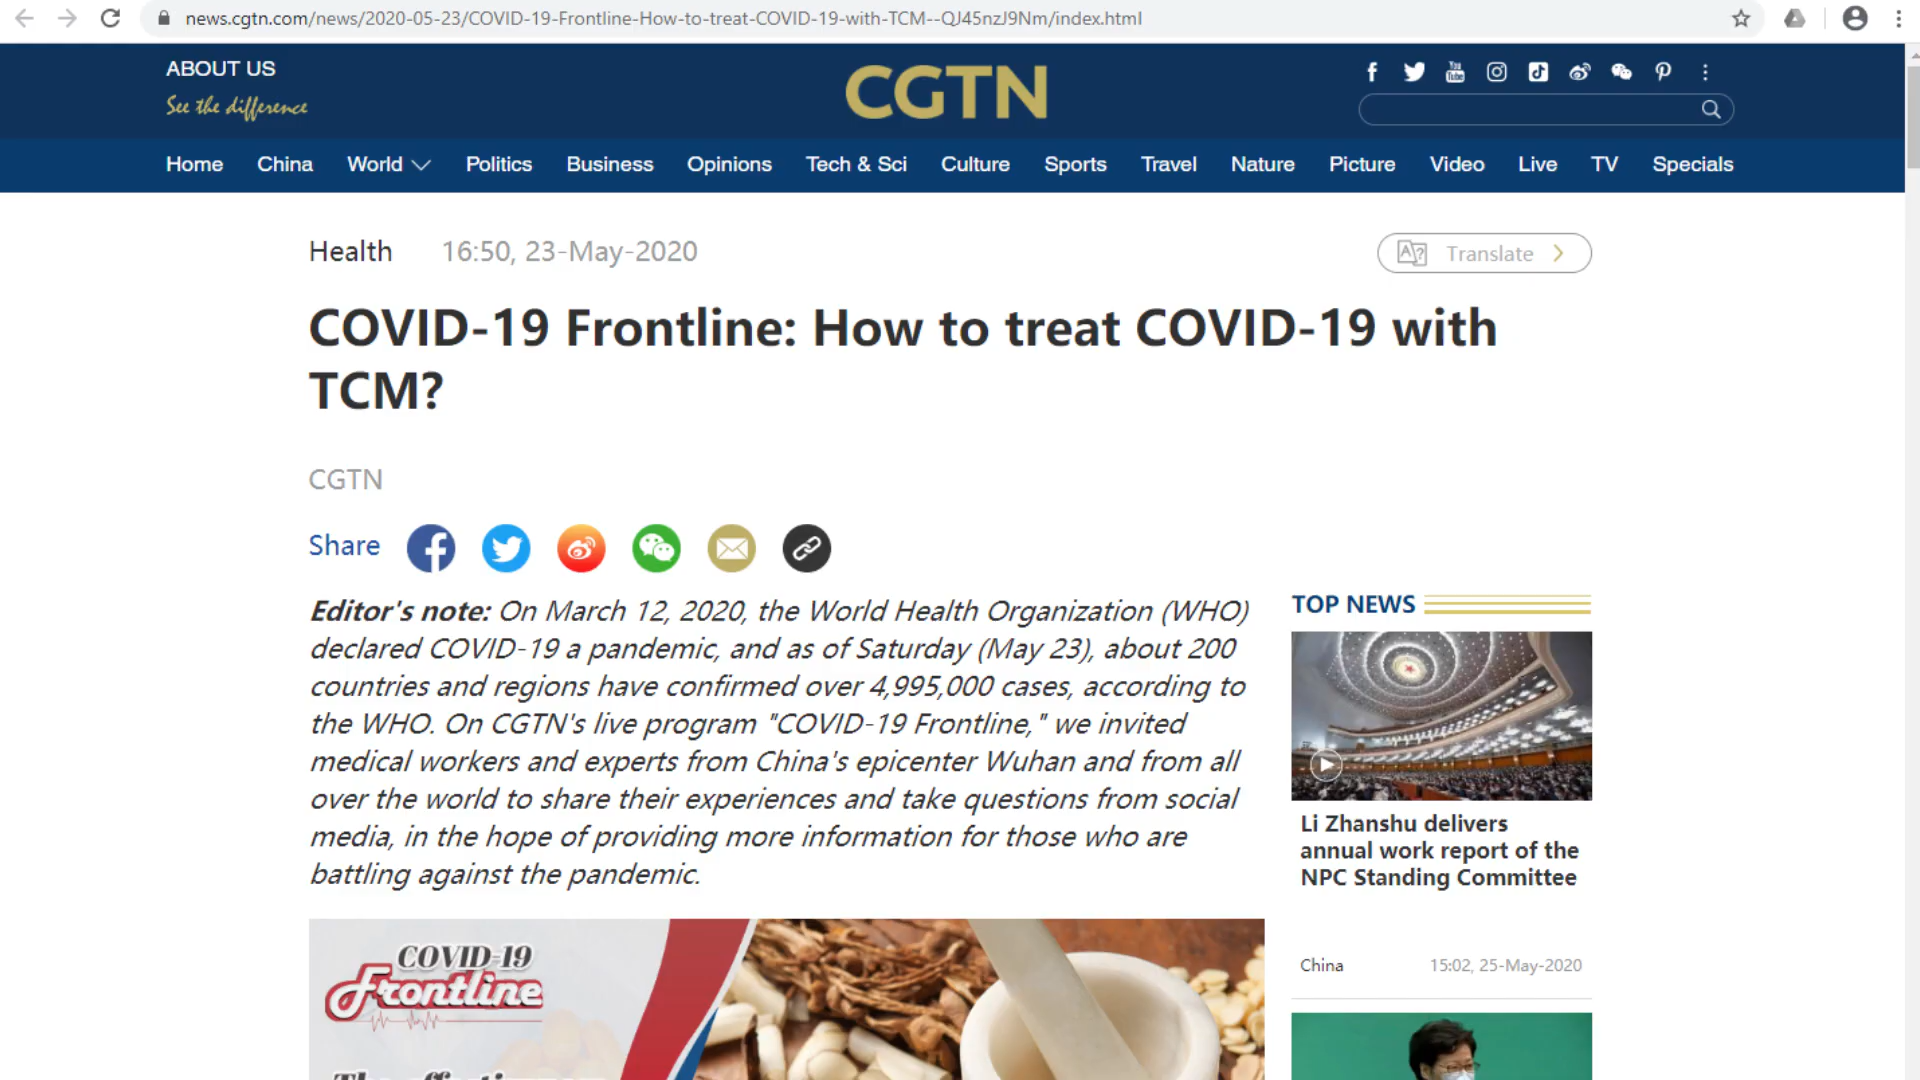 news.cgtn.com/news/2020-05-23/COVID-19-Frontline-How-to-treat-COVID-19-with-TCM--QJ45nzJ9Nm/index.html
ABOUT US
See the difference
CGTN
Home China World Politics Business Opinions Tech & Sci Culture Sports Travel Nature Picture Video Live TV Specials
Health 16:50, 23-May-2020
Translate
COVID-19 Frontline: How to treat COVID-19 with
TCM?
CGTN
Share
Editor's note: On March 12, 2020, the World Health Organization (WHO)
declared COVID-19 a pandemic, and as of Saturday (May 23), about 200
countries and regions have confirmed over 4,995,000 cases, according to
the WHO. On CGTN's live program "COVID-19 Frontline," we invited
medical workers and experts from China's epicenter Wuhan and from all
over the world to share their experiences and take questions from social
media, in the hope of providing more information for those who are
battling against the pandemic.
COVID-19
Frontline
TOP NEWS
Li Zhanshu delivers
annual work report of the
NPC Standing Committee
China 15:02, 25-May-2020